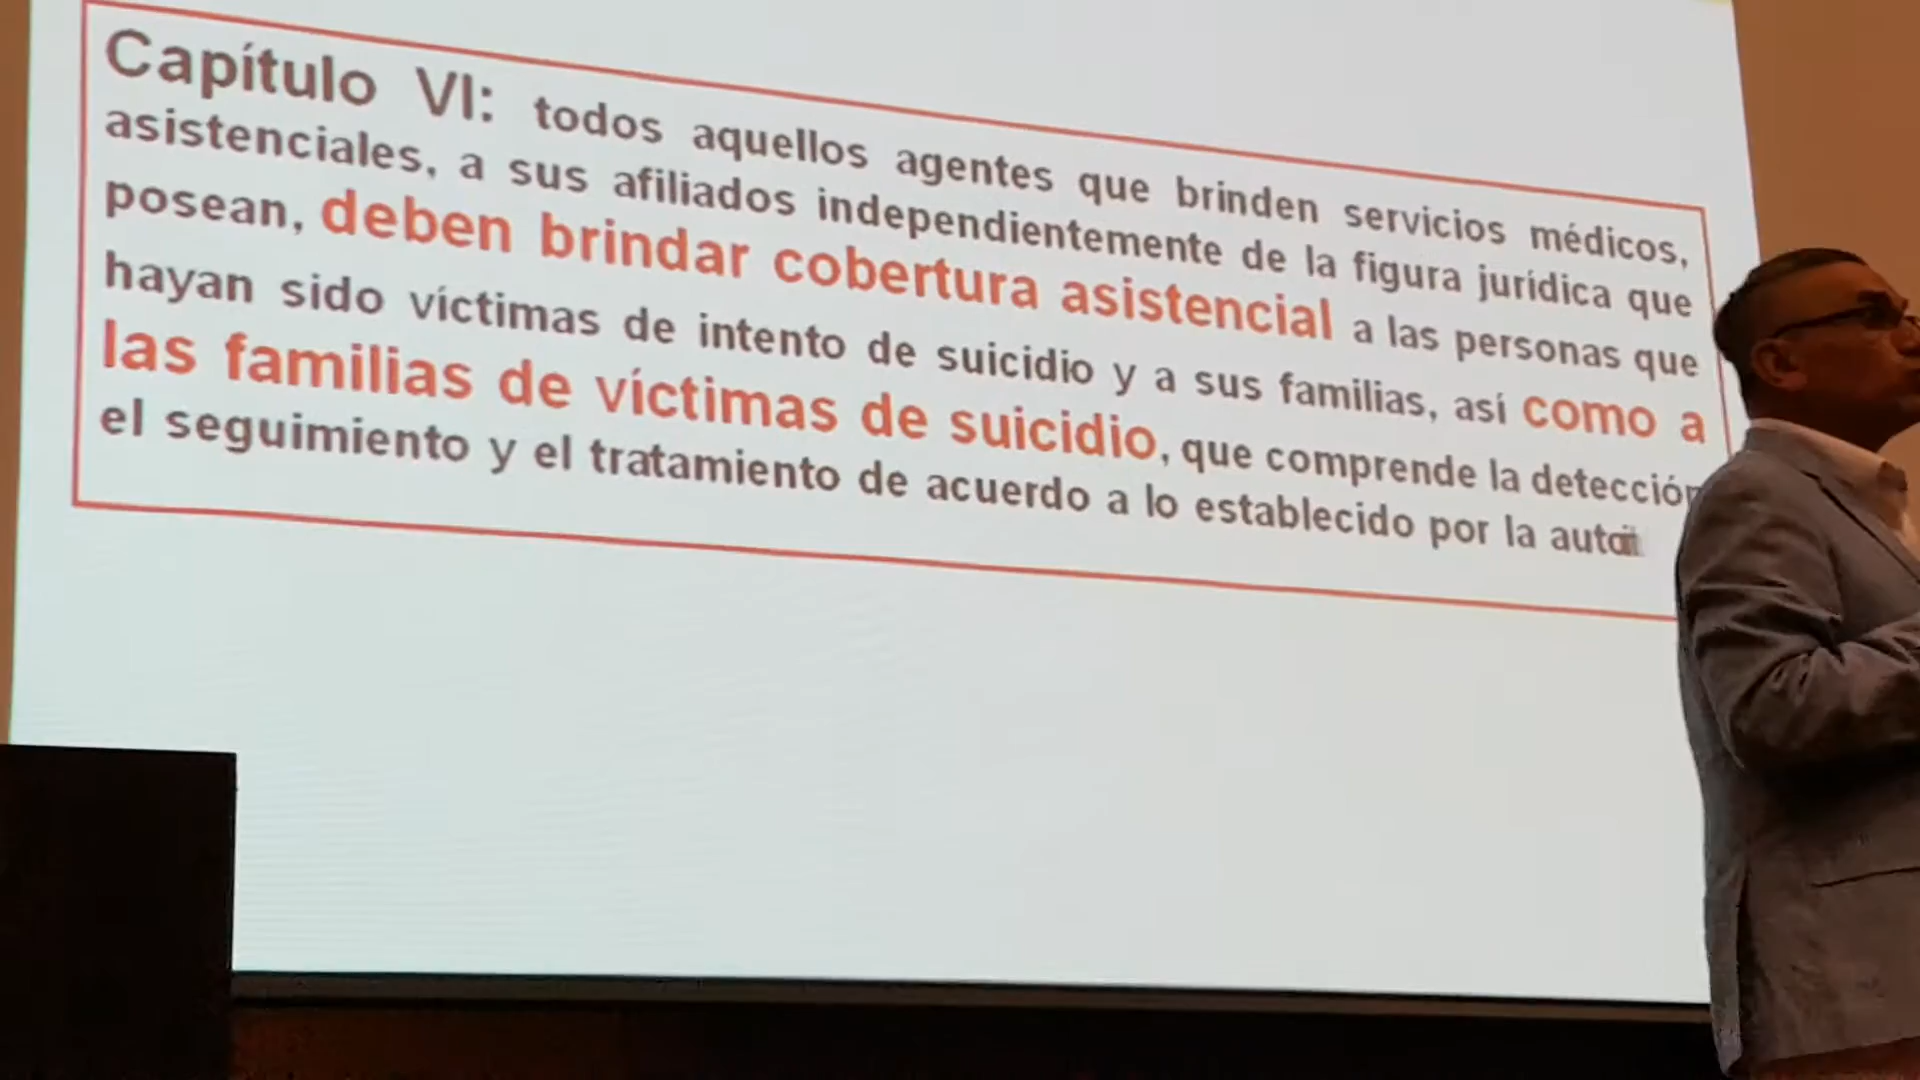 Capítulo VI: todos aquellos agentes que brinden servicios médicos,
asistenciales, a sus afiliados independientemente de la figura jurídica que
posean, deben brindar cobertura asistencial a las personas que
hayan sido víctimas de intento de suicidio y a sus familias, así como a
las familias de víctimas de suicidio, que comprende la detección
el seguimiento y el tratamiento de acuerdo a lo establecido por la